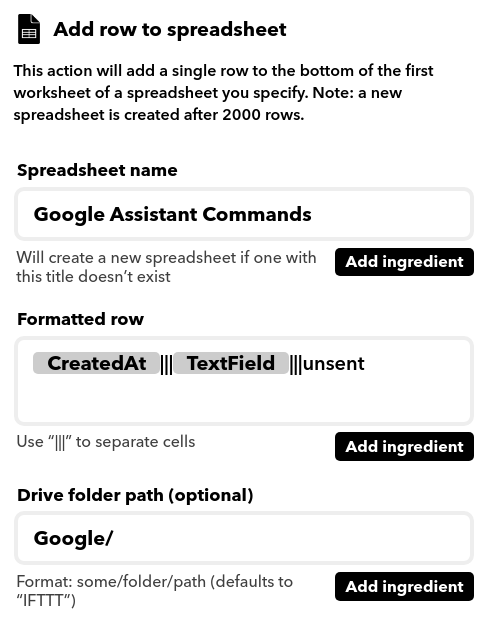 Add row to spreadsheet
This action will add a single row to the bottom of the first
worksheet of a spreadsheet you specify. Note: a new
spreadsheet is created after 2000 rows.
Spreadsheet name
Google Assistant Commands
Will create a new spreadsheet if one with
this title doesn’t exist
Add ingredient
Formatted row
CreatedAt ||| TextField |||unsent
Use “|||” to separate cells
Add ingredient
Drive folder path (optional)
Google/
Format: some/folder/path (defaults to
“IFTTT”)
Add ingredient